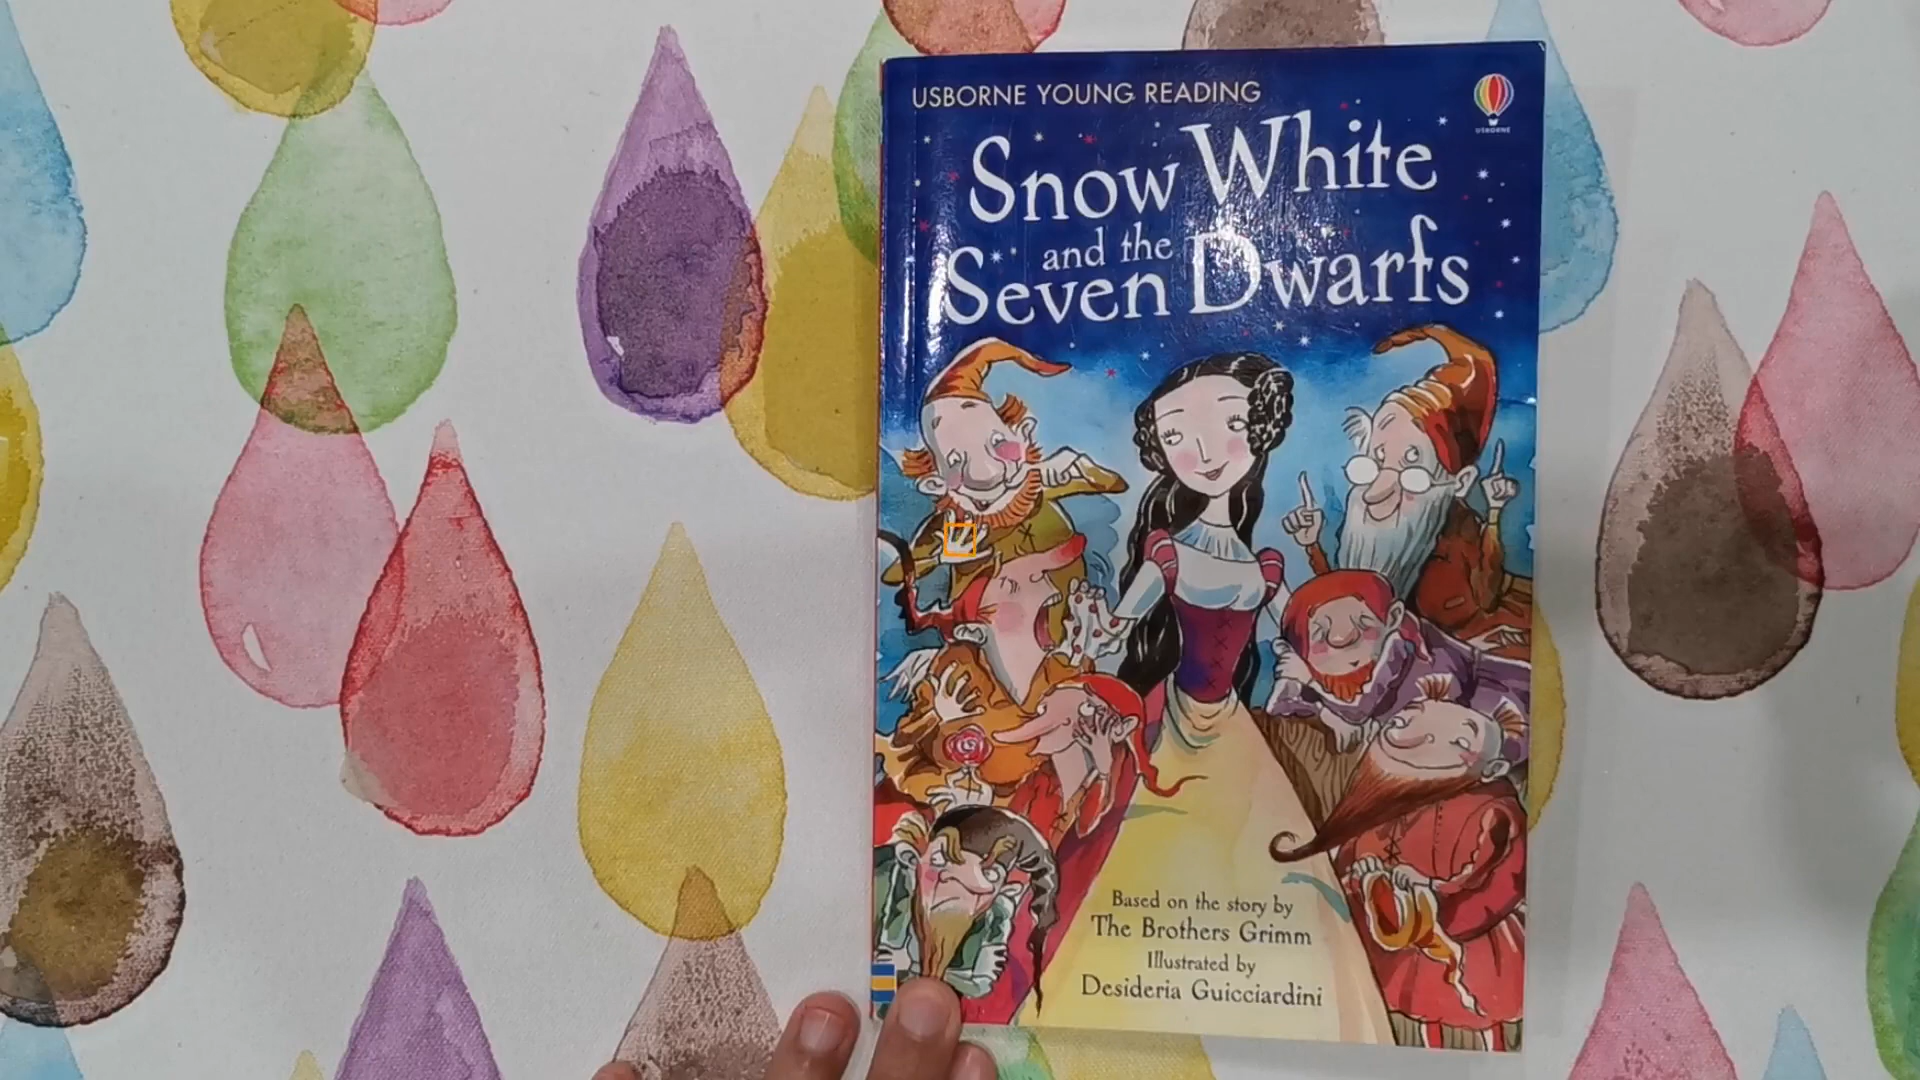 USBORNE YOUNG READING
USBORNE
Snow White
and the
Seven Dwarfs
Based on the story by
The Brothers Grimm
Illustrated by
Desideria Guicciardini